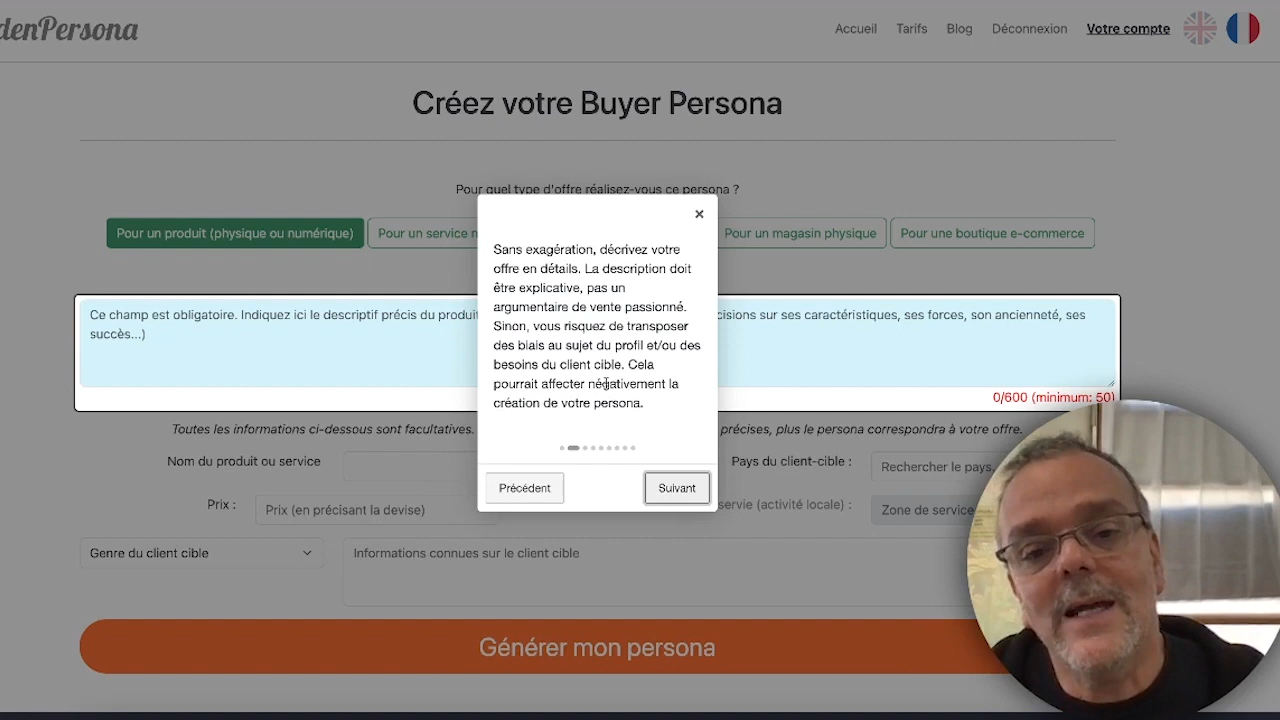 denPersona
Accueil
Tarifs
Blog
Déconnexion
Votre compte
Créez votre Buyer Persona
Pour quel type d'offre réalisez-vous ce persona ?
Pour un produit (physique ou numérique)
Pour un service
Pour un magasin physique
Pour une boutique e-commerce
×
Sans exagération, décrivez votre
offre en détails. La description doit
être explicative, pas un
argumentaire de vente passionné.
Sinon, vous risquez de transposer
des biais au sujet du profil et/ou des
besoins du client cible. Cela
pourrait affecter négativement la
création de votre persona.
Précédent
Suivant
Ce champ est obligatoire. Indiquez ici le descriptif précis du produi
cisions sur ses caractéristiques, ses forces, son ancienneté, ses
succès...)
0/600 (minimum: 50)
Toutes les informations ci-dessous sont facultatives.
précises, plus le persona correspondra à votre offre.
Nom du produit ou service
Pays du client-cible :
Rechercher le pays.
Prix :
Prix (en précisant la devise)
servie (activité locale) :
Zone de service
Genre du client cible
Informations connues sur le client cible
Générer mon persona